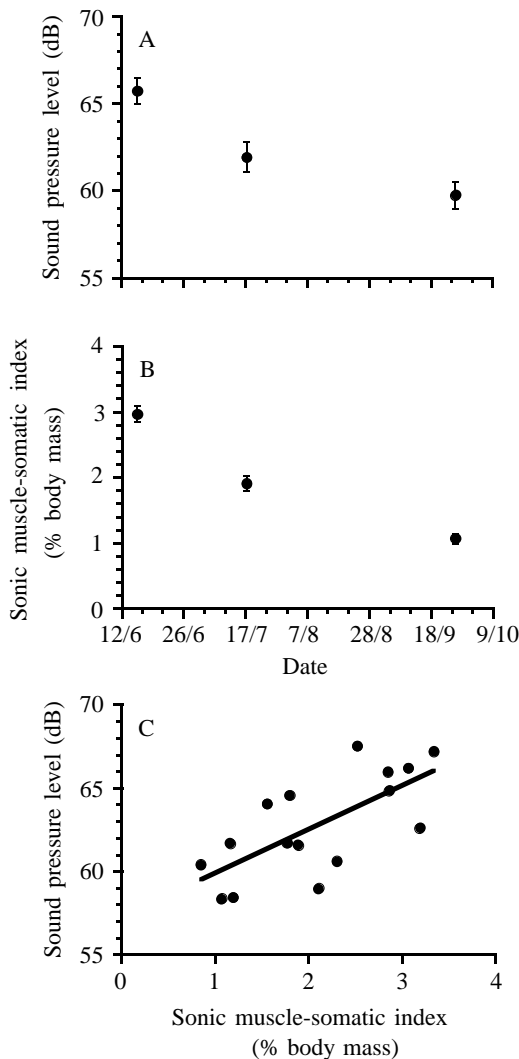 70
A
65
60
55
Sound pressure level (dB)
4
B
3
2
1
0
Sonic muscle-somatic index
(% body mass)
12/6 26/6 17/7 7/8 28/8 18/9 9/10
Date
70
C
65
60
55
Sound pressure level (dB)
0 1 2 3 4
Sonic muscle-somatic index
(% body mass)